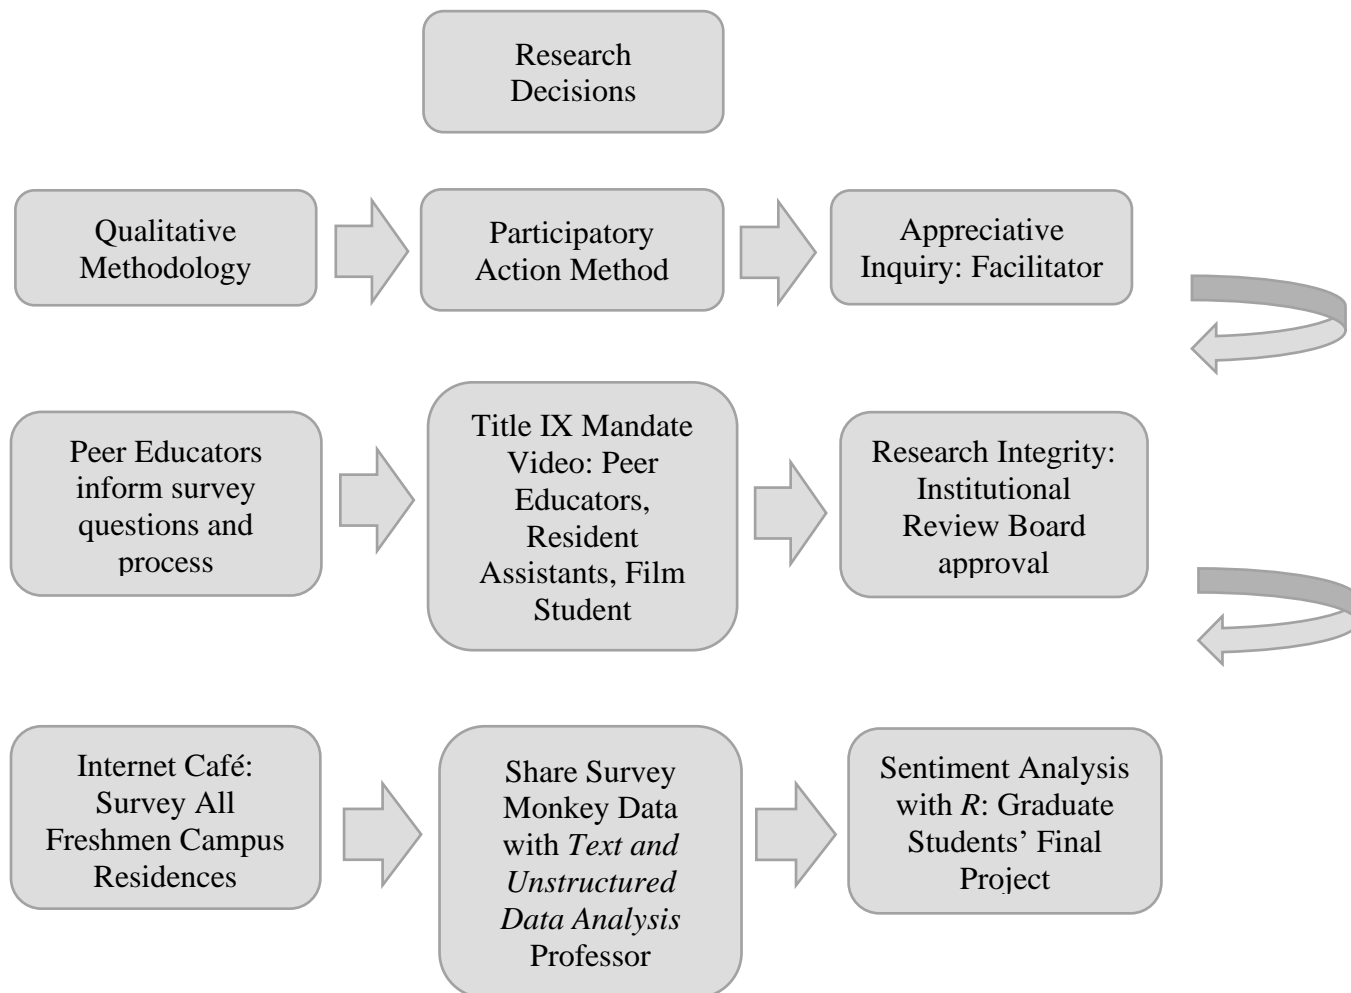 Research
Decisions
Qualitative
Methodology
Participatory
Action Method
Appreciative
Inquiry: Facilitator
Peer Educators
inform survey
questions and
process
Title IX Mandate
Video: Peer
Educators,
Resident
Assistants, Film
Student
Research Integrity:
Institutional
Review Board
approval
Internet Café:
Survey All
Freshmen Campus
Residences
Share Survey
Monkey Data
with Text and
Unstructured
Data Analysis
Professor
Sentiment Analysis
with R: Graduate
Students’ Final
Project